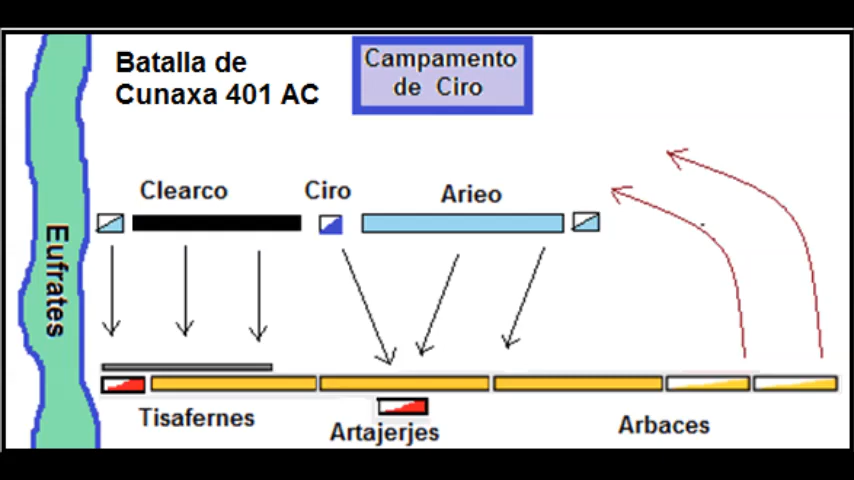 Batalla de
Cunaxa 401 AC
Campamento
de Ciro
Clearco
Ciro
Arieo
Eufrates
Tisafernes
Artajerjes
Arbaces